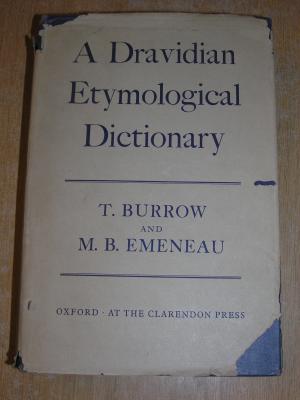 A Dravidian
Etymological
Dictionary
T. BURROW
AND
M. B. EMENEAU
OXFORD · AT THE CLARENDON PRESS